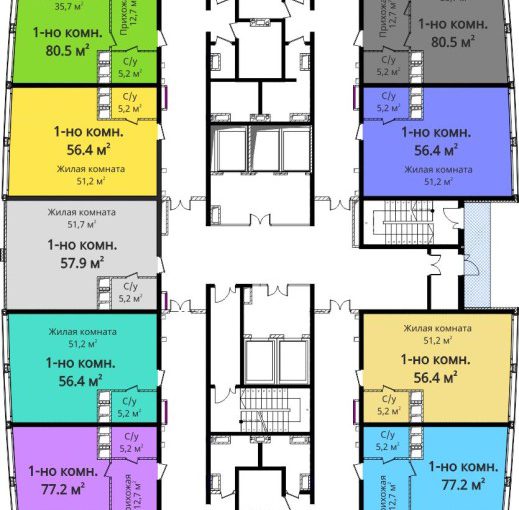 35,7 м²
Прихожая
12,7 м²
1-но комн.
80.5 м²
С/у
5,2 м²
Прихожая
12,7 м²
1-но комн.
80.5 м²
С/у
5,2 м²
С/у
5,2 м²
1-но комн.
56.4 м²
Жилая комната
51,2 м²
С/у
5,2 м²
1-но комн.
56.4 м²
Жилая комната
51,2 м²
Жилая комната
51,7 м²
1-но комн.
57.9 м²
С/у
5,2 м²
Жилая комната
51,2 м²
1-но комн.
56.4 м²
С/у
5,2 м²
Жилая комната
51,2 м²
1-но комн.
56.4 м²
С/у
5,2 м²
С/у
5,2 м²
1-но комн.
77.2 м²
Прихожая
12,7 м²
С/у
5,2 м²
1-но комн.
77.2 м²
Прихожая
12,7 м²